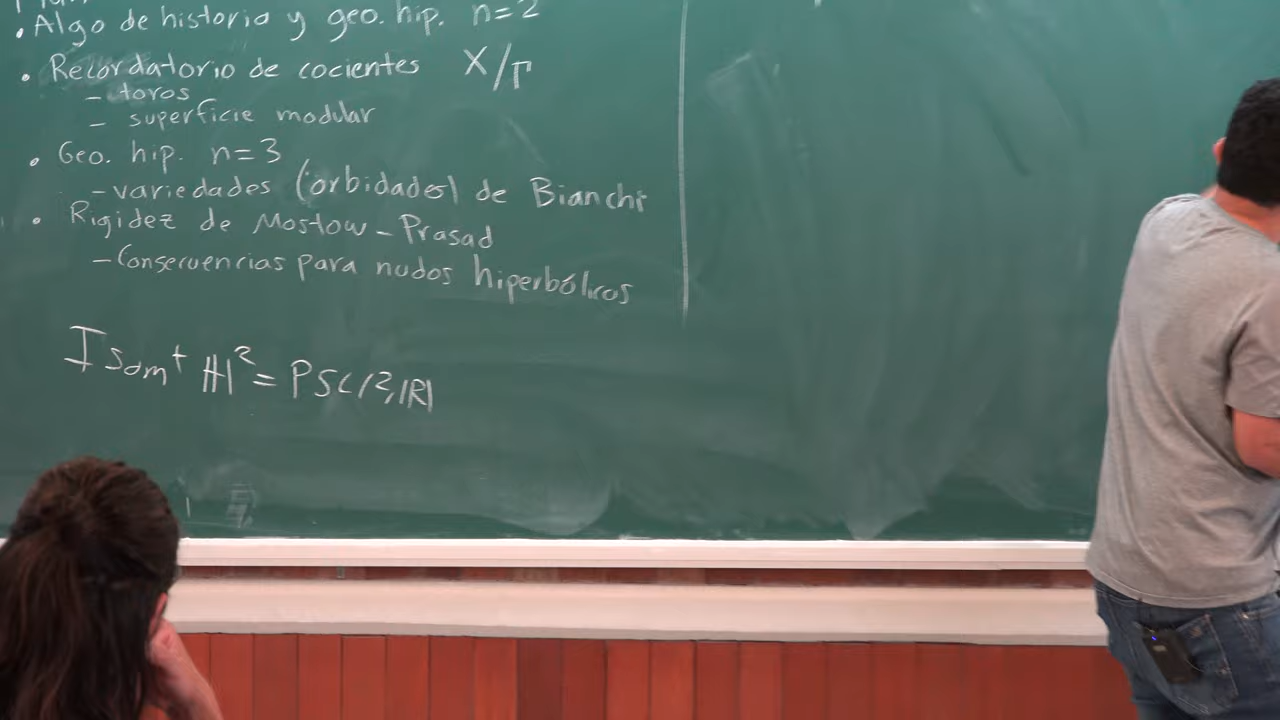 Plan
• Algo de historia y geo. hip. n=2
• Recordatorio de cocientes X/Γ
– toros
– superficie modular
• Geo. hip. n=3
– variedades (orbidades) de Bianchi
• Rigidez de Mostow – Prasad
– Consecuencias para nudos hiperbólicos
Isom⁺ ℍ² = PSL(2,ℝ)